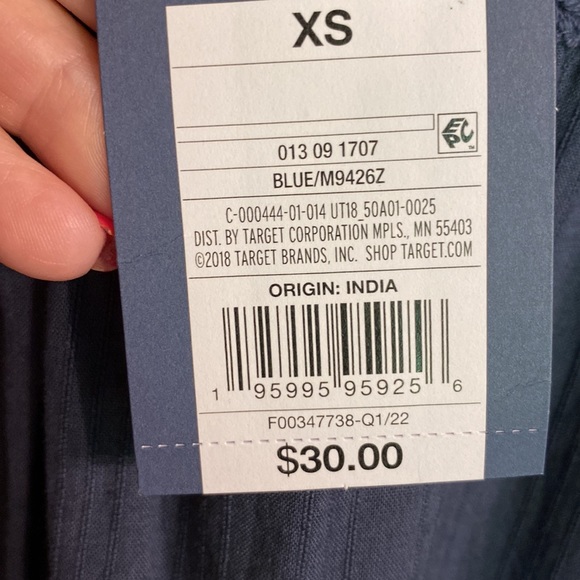 XS
EPC
013 09 1707
BLUE/M9426Z
C-000444-01-014 UT18_50A01-0025
DIST. BY TARGET CORPORATION MPLS., MN 55403
©2018 TARGET BRANDS, INC. SHOP TARGET.COM
ORIGIN: INDIA
1 95995 95925 6
F00347738-Q1/22
$30.00